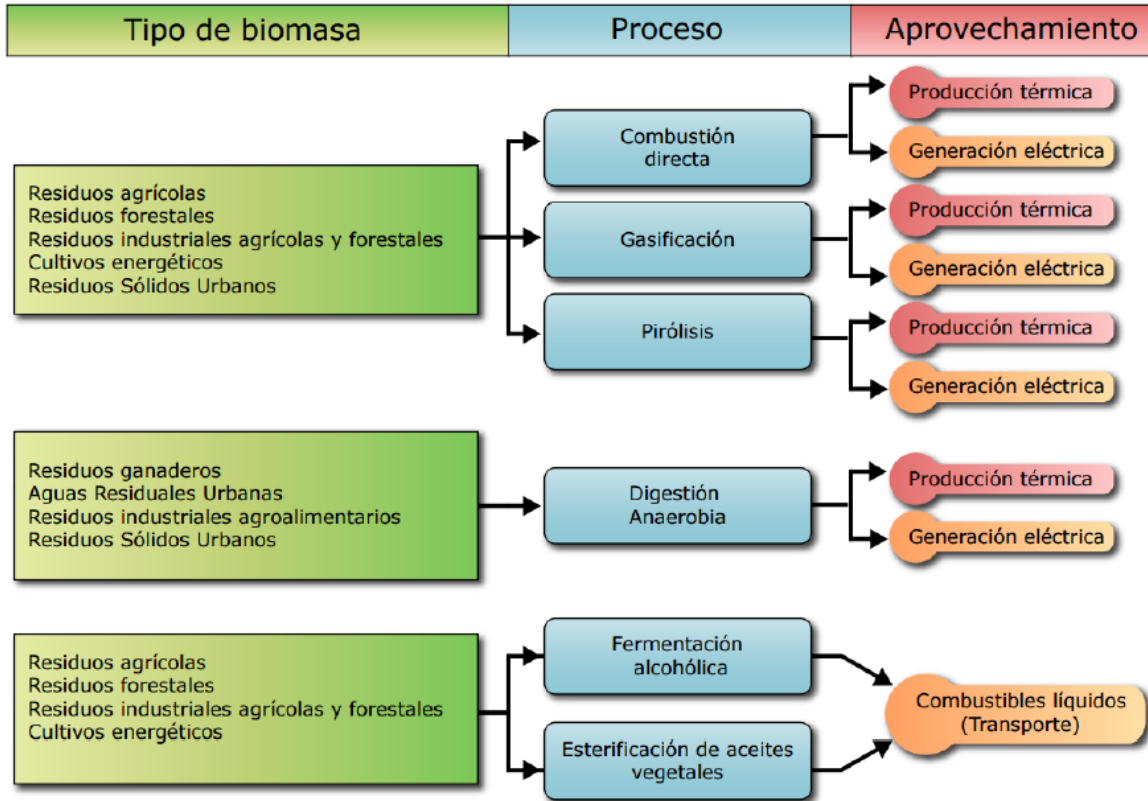 Tipo de biomasa
Proceso
Aprovechamiento
Residuos agrícolas
Residuos forestales
Residuos industriales agrícolas y forestales
Cultivos energéticos
Residuos Sólidos Urbanos
Combustión
directa
Producción térmica
Generación eléctrica
Gasificación
Producción térmica
Generación eléctrica
Pirólisis
Producción térmica
Generación eléctrica
Residuos ganaderos
Aguas Residuales Urbanas
Residuos industriales agroalimentarios
Residuos Sólidos Urbanos
Digestión
Anaerobia
Producción térmica
Generación eléctrica
Residuos agrícolas
Residuos forestales
Residuos industriales agrícolas y forestales
Cultivos energéticos
Fermentación
alcohólica
Esterificación de aceites
vegetales
Combustibles líquidos
(Transporte)